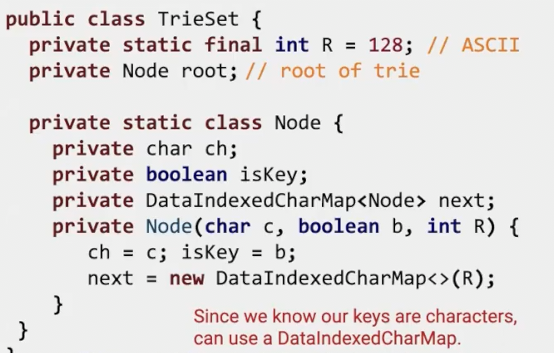 public class TrieSet {
private static final int R = 128; // ASCII
private Node root; // root of trie
private static class Node {
private char ch;
private boolean isKey;
private DataIndexedCharMap<Node> next;
private Node(char c, boolean b, int R) {
ch = c; isKey = b;
next = new DataIndexedCharMap<>(R);
}
Since we know our keys are characters,
can use a DataIndexedCharMap.
}